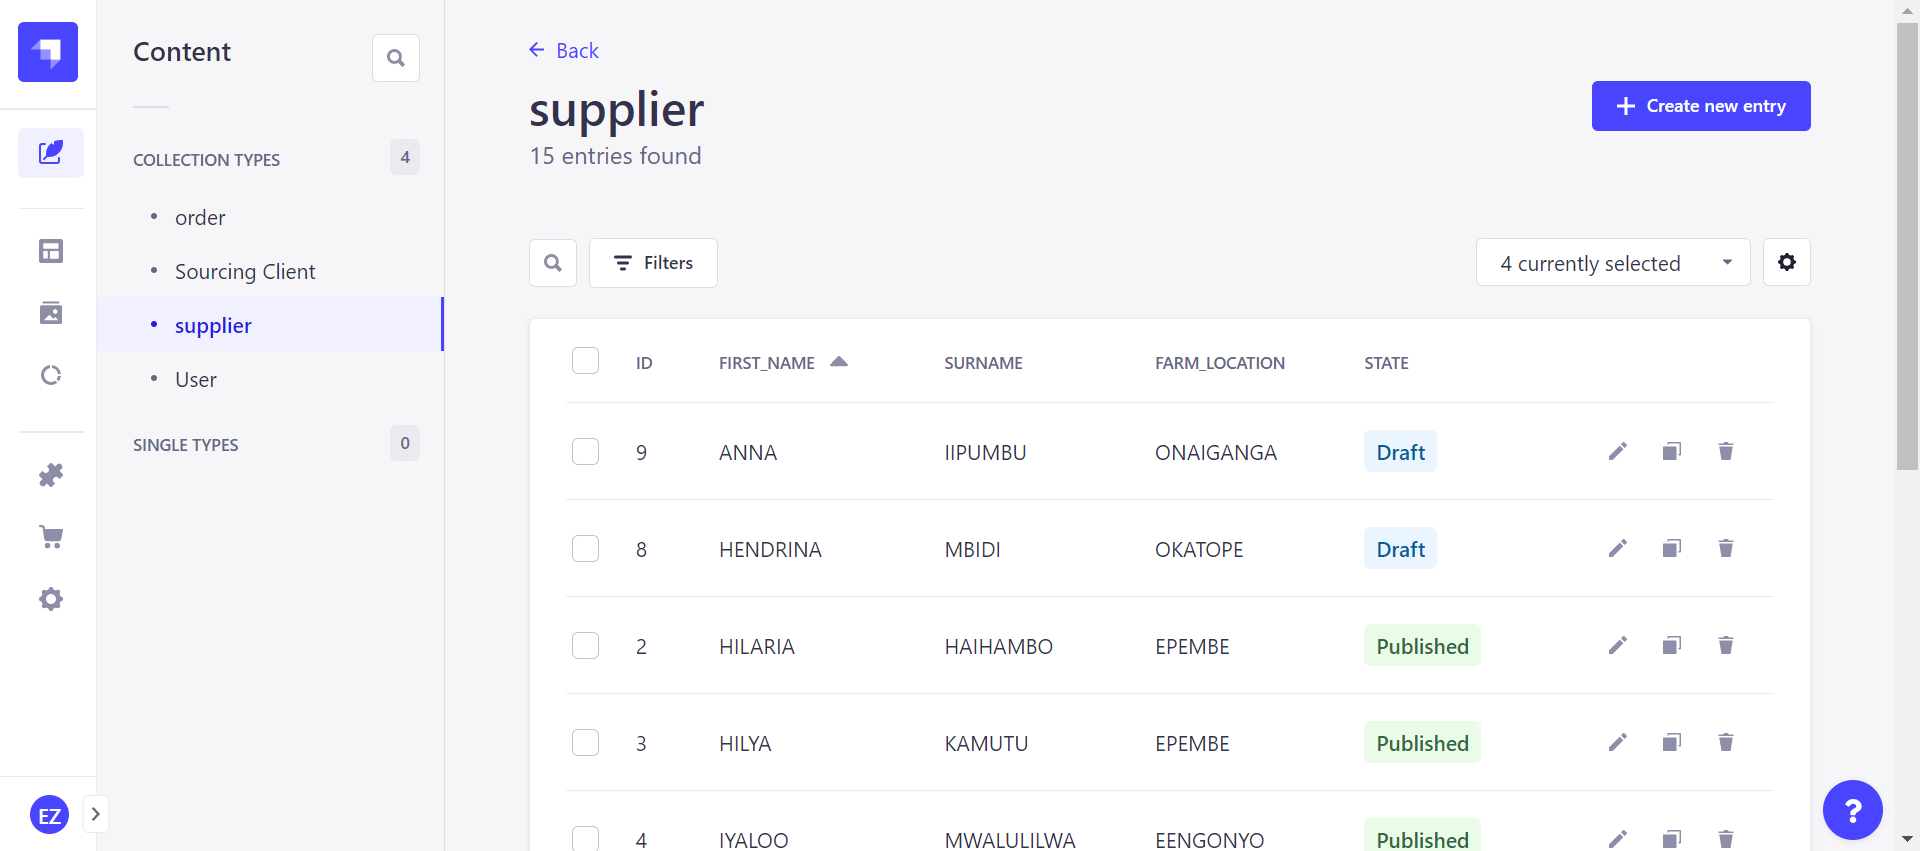 Content
COLLECTION TYPES 4
order
Sourcing Client
supplier
User
SINGLE TYPES 0
EZ
Back
supplier
15 entries found
Create new entry
Filters
4 currently selected
ID FIRST_NAME SURNAME FARM_LOCATION STATE
9 ANNA IIPUMBU ONAIGANGA Draft
8 HENDRINA MBIDI OKATOPE Draft
2 HILARIA HAIHAMBO EPEMBE Published
3 HILYA KAMUTU EPEMBE Published
4 IYALOO MWALULILWA EENGONYO Published
?